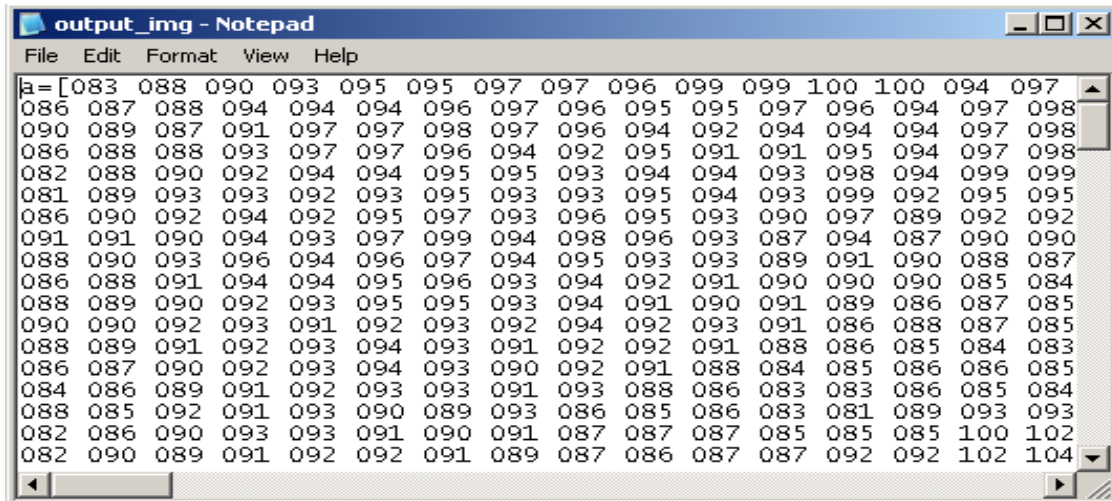 output_img - Notepad
File Edit Format View Help
a=[083 088 090 093 095 095 097 097 096 099 099 100 100 094 097
086 087 088 094 094 094 096 097 096 095 095 097 096 094 097 098
090 089 087 091 097 097 098 097 096 094 092 094 094 094 097 098
086 088 088 093 097 097 096 094 092 095 091 091 095 094 097 098
082 088 090 092 094 094 095 095 093 094 094 093 098 094 099 099
081 089 093 093 092 093 095 093 093 095 094 093 099 092 095 095
086 090 092 094 092 095 097 093 096 095 093 090 097 089 092 092
091 091 090 094 093 097 099 094 098 096 093 087 094 087 090 090
088 090 093 096 094 096 097 094 095 093 093 089 091 090 088 087
086 088 091 094 094 095 096 093 094 092 091 090 090 090 085 084
088 089 090 092 093 095 095 093 094 091 090 091 089 086 087 085
090 090 092 093 091 092 093 092 094 092 093 091 086 088 087 085
088 089 091 092 093 094 093 091 092 092 091 088 086 085 084 083
086 087 090 092 093 094 093 090 092 091 088 084 085 086 086 085
084 086 089 091 092 093 093 091 093 088 086 083 083 086 085 084
088 085 092 091 093 090 089 093 086 085 086 083 081 089 093 093
082 086 090 093 093 091 090 091 087 087 087 085 085 085 100 102
082 090 089 091 092 092 091 089 087 086 087 087 092 092 102 104